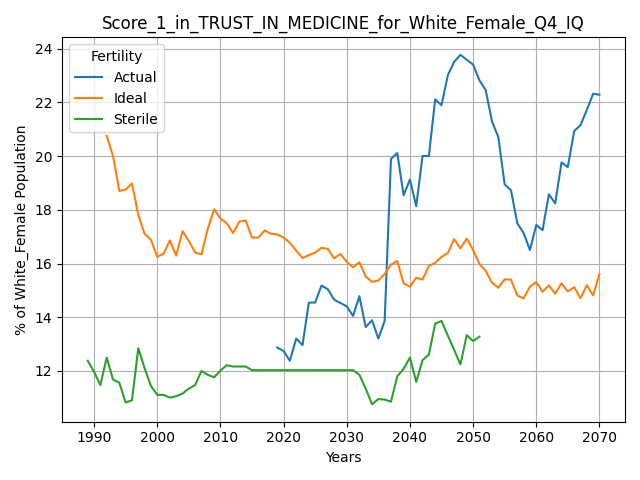 Score_1_in_TRUST_IN_MEDICINE_for_White_Female_Q4_IQ
Fertility
Actual
Ideal
Sterile
% of White_Female Population
24
22
20
18
16
14
12
1990
2000
2010
2020
2030
2040
2050
2060
2070
Years